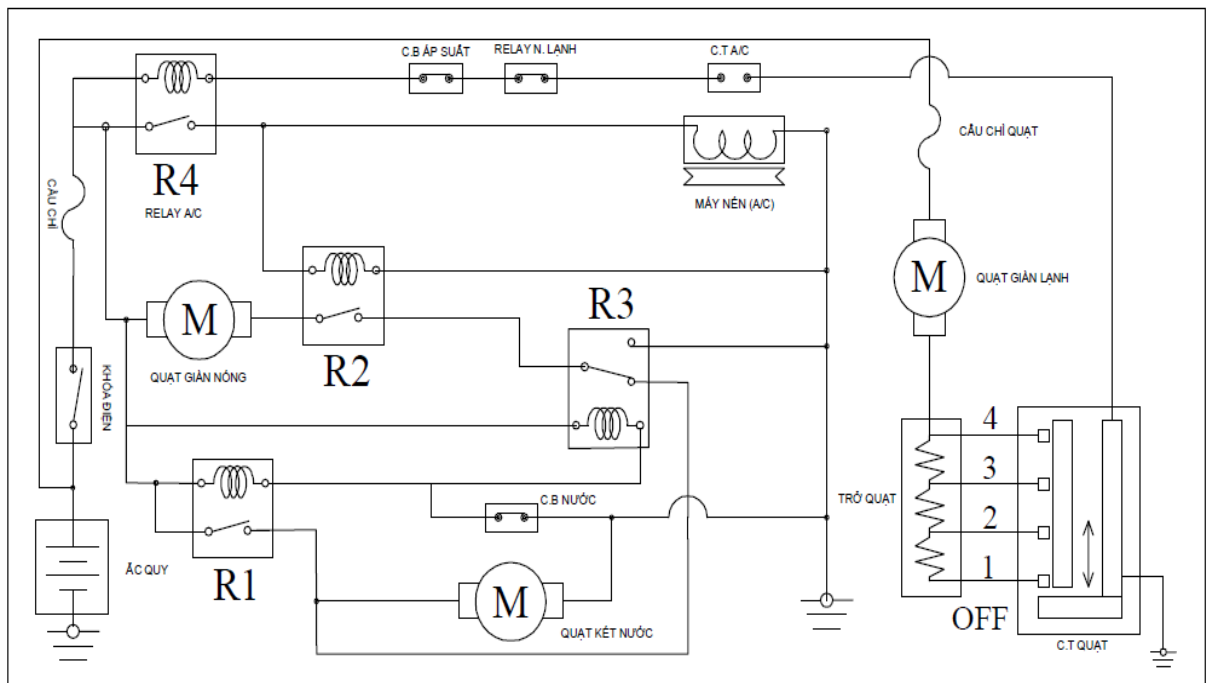 C.B ÁP SUẤT
RELAY N. LẠNH
C.T A/C
R4
RELAY A/C
CẦU CHÌ
MÁY NÉN (A/C)
CẦU CHÌ QUẠT
M
QUẠT GIÀN LẠNH
M
QUẠT GIÀN NÓNG
R2
R3
KHÓA ĐIỆN
C.B NƯỚC
TRỞ QUẠT
4
3
2
1
OFF
C.T QUẠT
ẮC QUY
R1
M
QUẠT KÉT NƯỚC